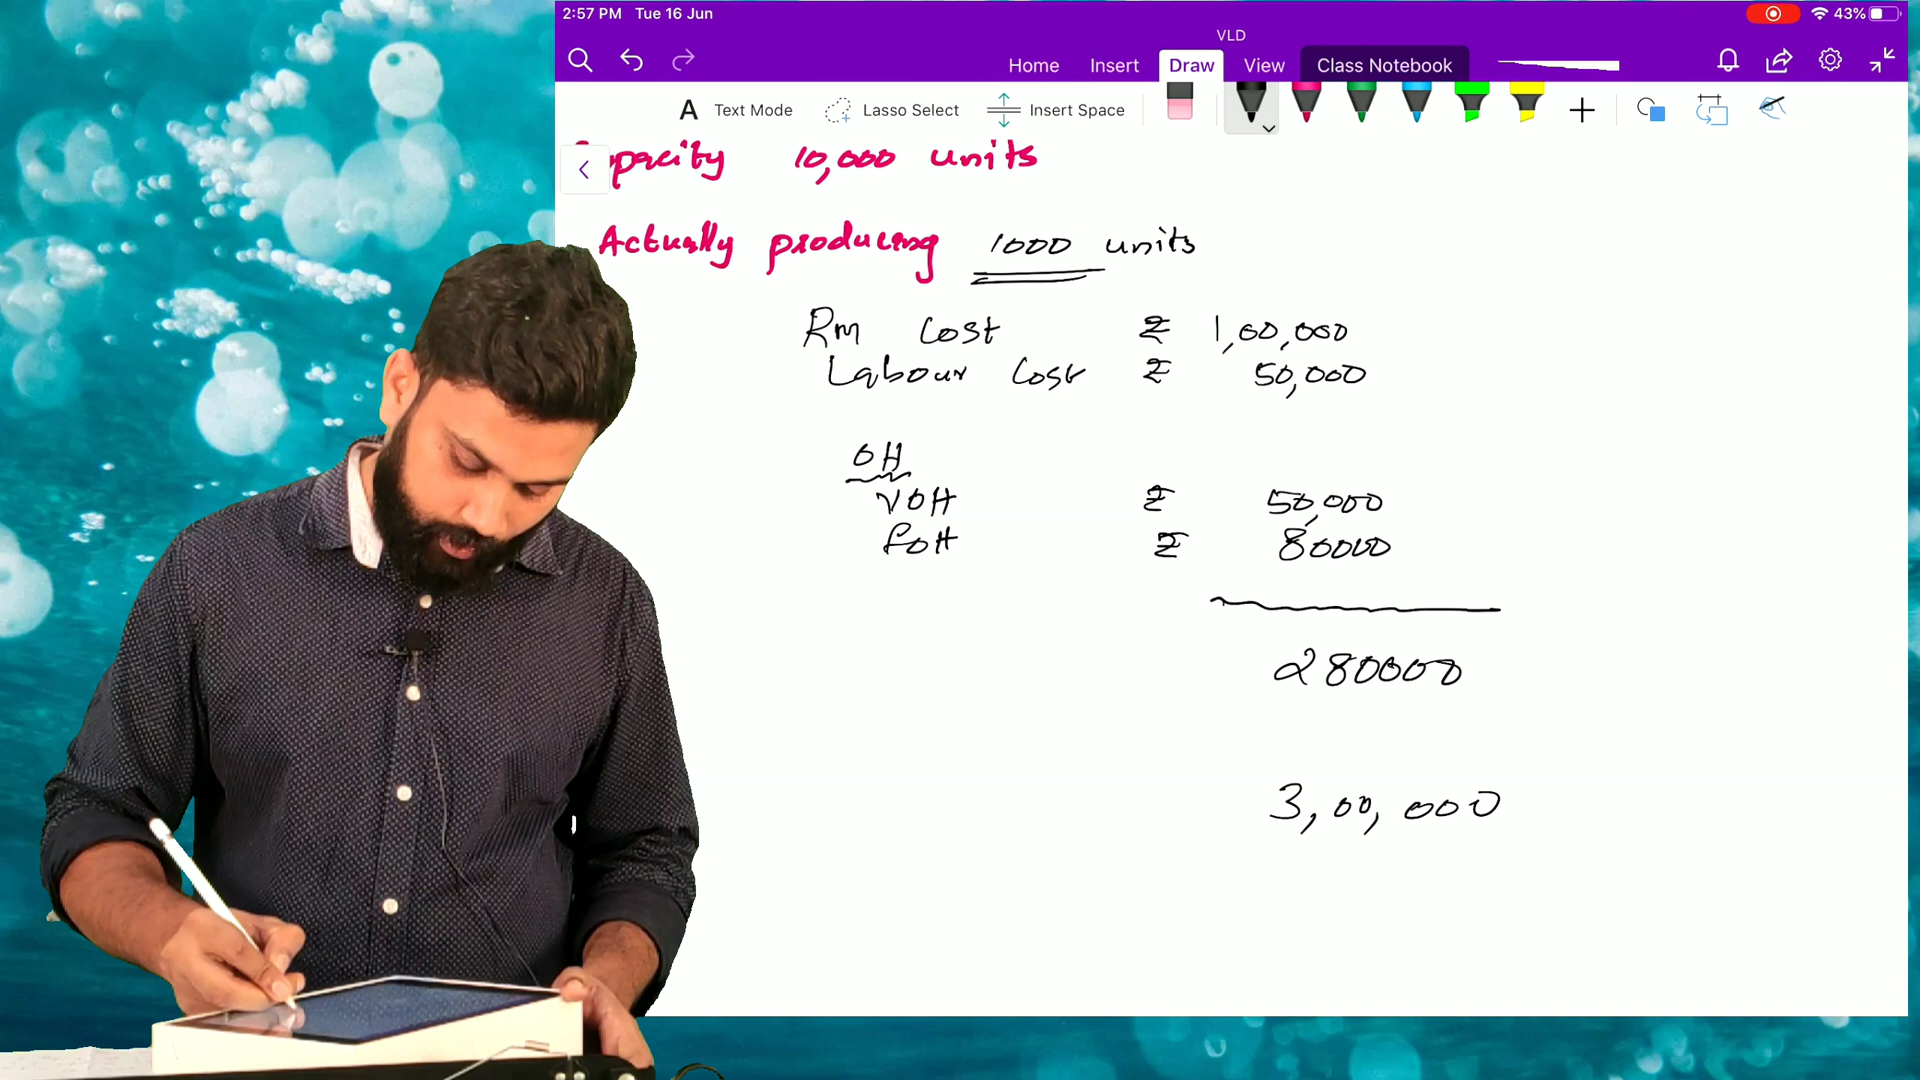 2:57 PM Tue 16 Jun
43%
VLD
Home Insert Draw View Class Notebook
A Text Mode Lasso Select Insert Space
pacity 10,000 units
Actually producing 1000 units
Rm Cost ₹ 1,00,000
Labour Cost ₹ 50,000
OH
VOH ₹ 50,000
FOH ₹ 80000
280000
3,00,000